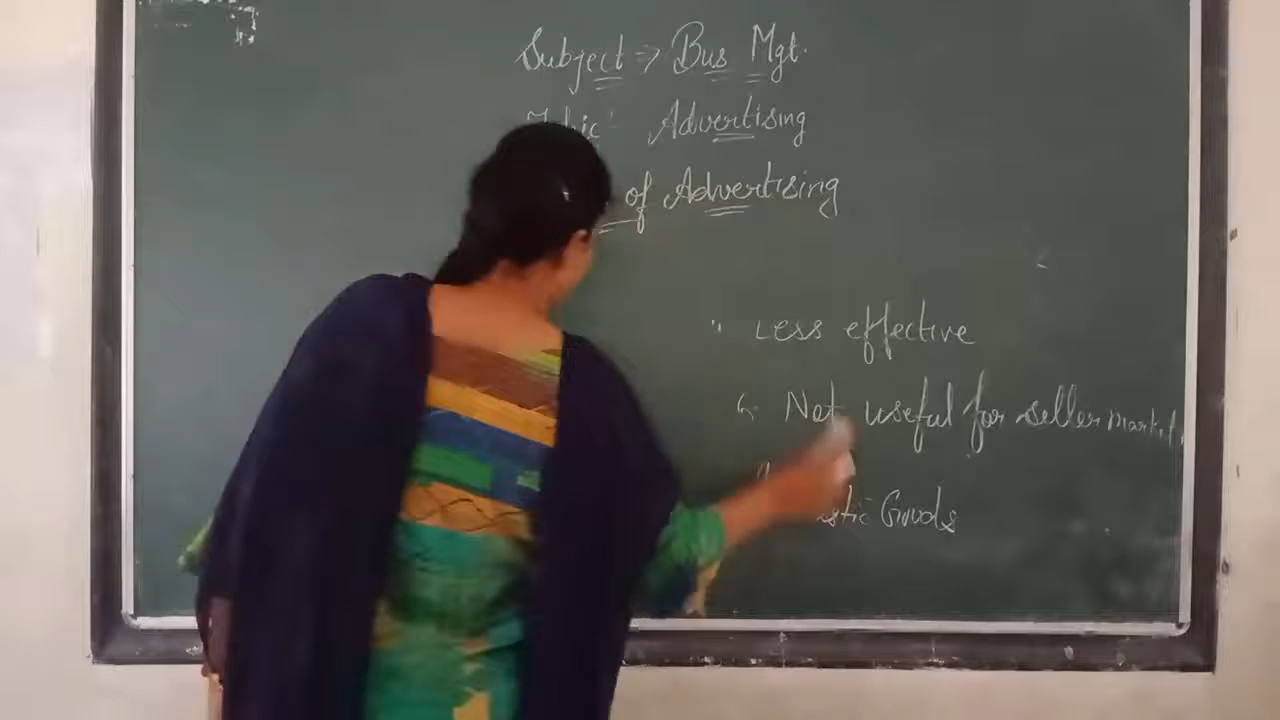 Subject ⇒ Bus Mgt.
Advertising
of Advertising
Less effective
Not useful for seller market.
Goods